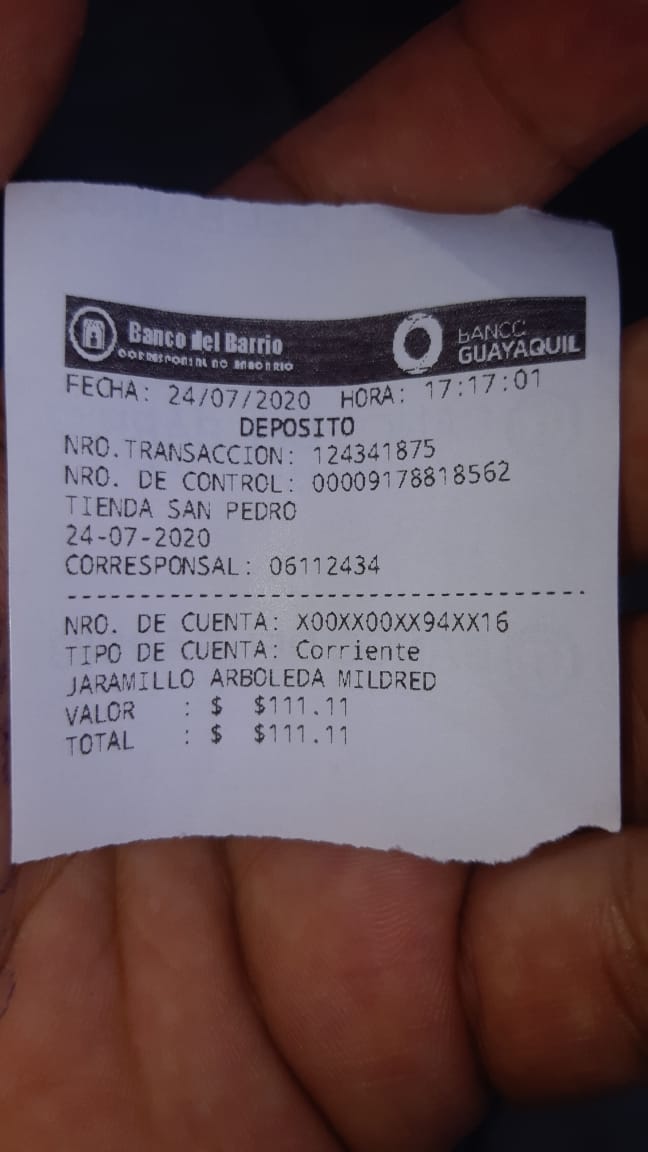 Banco del Barrio
CORRESPONSAL NO BANCARIO
BANCO
GUAYAQUIL
FECHA: 24/07/2020 HORA: 17:17:01
DEPOSITO
NRO.TRANSACCION: 124341875
NRO. DE CONTROL: 00009178818562
TIENDA SAN PEDRO
24-07-2020
CORRESPONSAL: 06112434
------------------------------------
NRO. DE CUENTA: X00XX00XX94XX16
TIPO DE CUENTA: Corriente
JARAMILLO ARBOLEDA MILDRED
VALOR : $ $111.11
TOTAL : $ $111.11